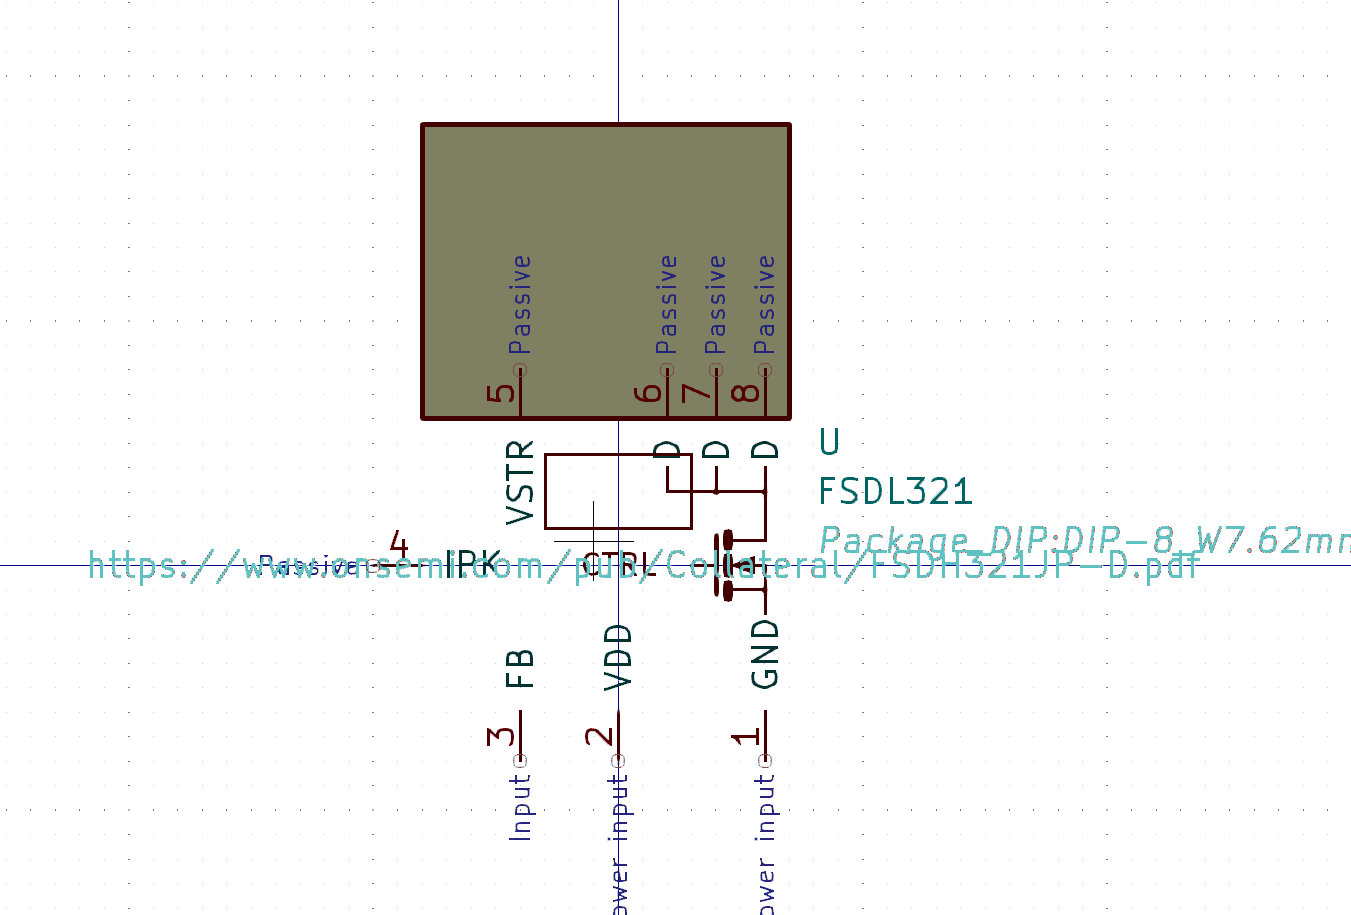 Passive
Passive
Passive
Passive
5
6
7
8
VSTR
D
D
D
U
FSDL321
Package_DIP:DIP-8_W7.62mm
4
Passive
IPK
CTRL
https://www.onsemi.com/pub/Collateral/FSDH321JP-D.pdf
FB
VDD
GND
3
2
1
Input
ower input
ower input